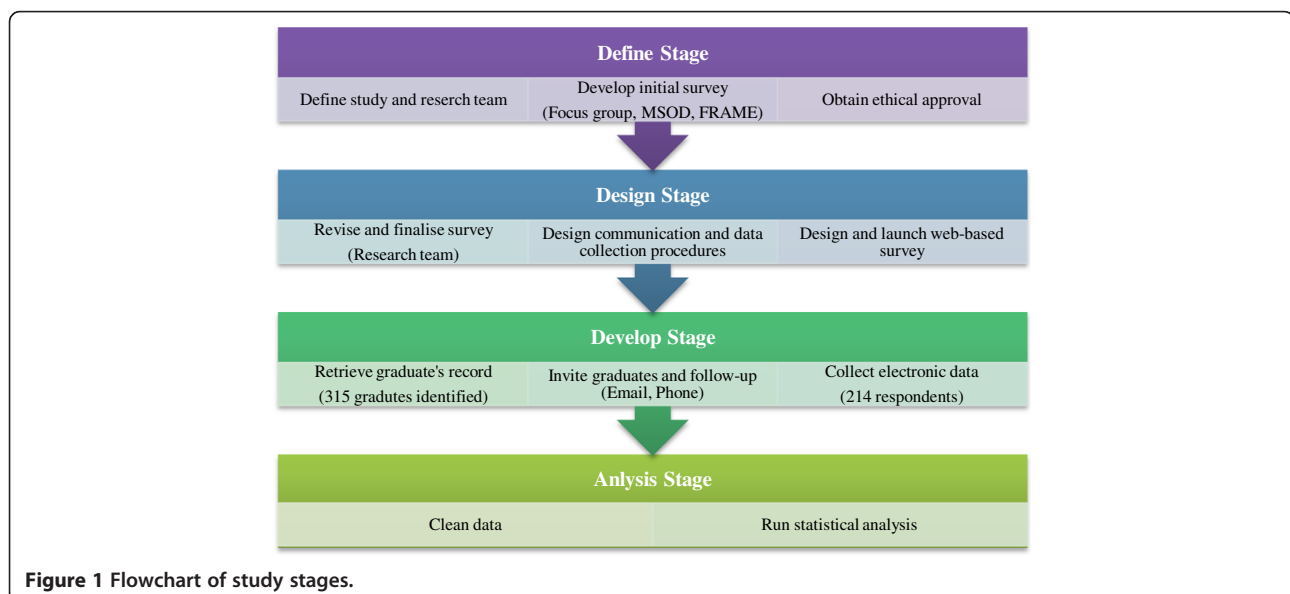 Define Stage
Define study and reserch team
Develop initial survey
(Focus group, MSOD, FRAME)
Obtain ethical approval
Design Stage
Revise and finalise survey
(Research team)
Design communication and data
collection procedures
Design and launch web-based
survey
Develop Stage
Retrieve graduate's record
(315 gradutes identified)
Invite graduates and follow-up
(Email, Phone)
Collect electronic data
(214 respondents)
Anlysis Stage
Clean data
Run statistical analysis
Figure 1 Flowchart of study stages.